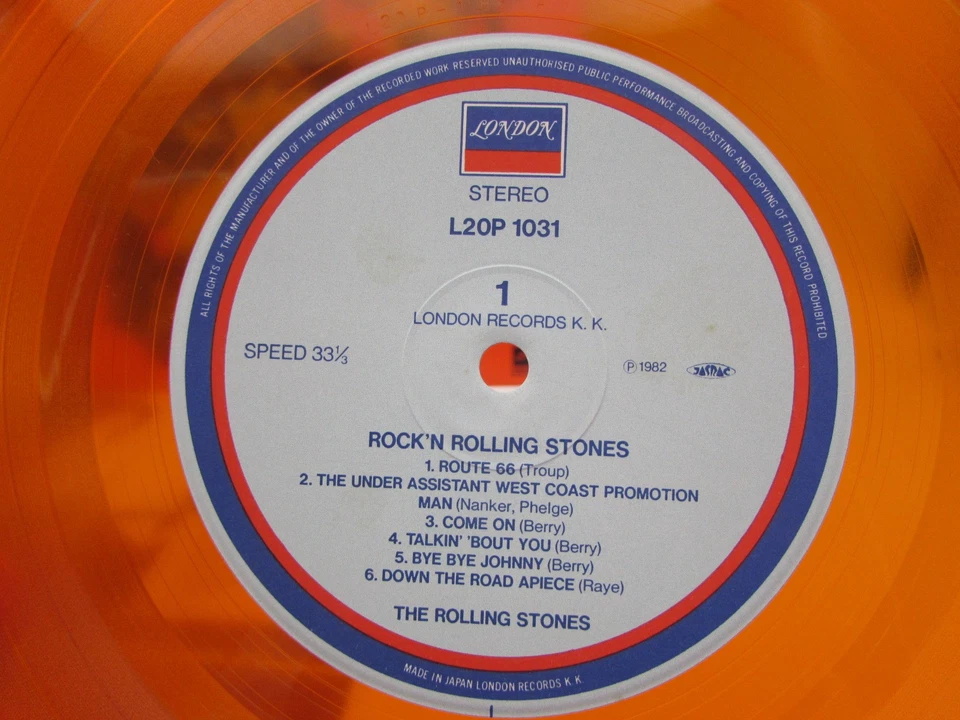 ALL RIGHTS OF THE MANUFACTURER AND OF THE OWNER OF THE RECORDED WORK RESERVED UNAUTHORISED PUBLIC PERFORMANCE BROADCASTING AND COPYING OF THIS RECORD PROHIBITED
LONDON
STEREO
L20P 1031
1
LONDON RECORDS K. K.
SPEED 33⅓
Ⓟ 1982 JASRAC
ROCK'N ROLLING STONES
1. ROUTE 66 (Troup)
2. THE UNDER ASSISTANT WEST COAST PROMOTION
MAN (Nanker, Phelge)
3. COME ON (Berry)
4. TALKIN' 'BOUT YOU (Berry)
5. BYE BYE JOHNNY (Berry)
6. DOWN THE ROAD APIECE (Raye)
THE ROLLING STONES
MADE IN JAPAN LONDON RECORDS K. K.